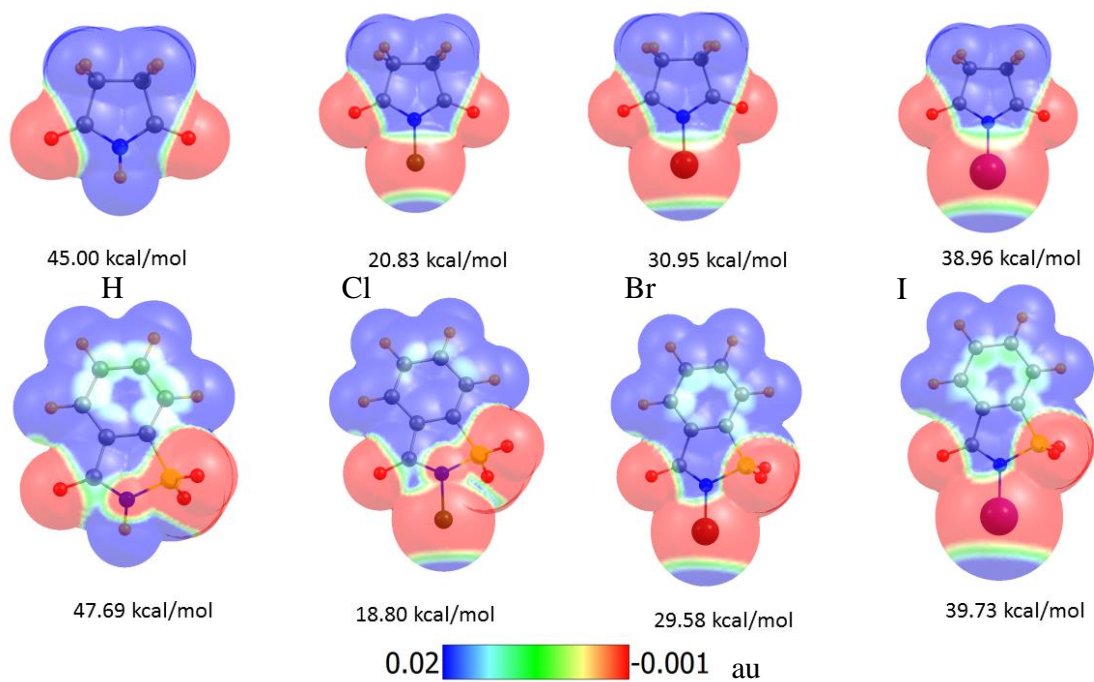 45.00 kcal/mol 20.83 kcal/mol 30.95 kcal/mol 38.96 kcal/mol
H Cl Br I
47.69 kcal/mol 18.80 kcal/mol 29.58 kcal/mol 39.73 kcal/mol
0.02 -0.001 au